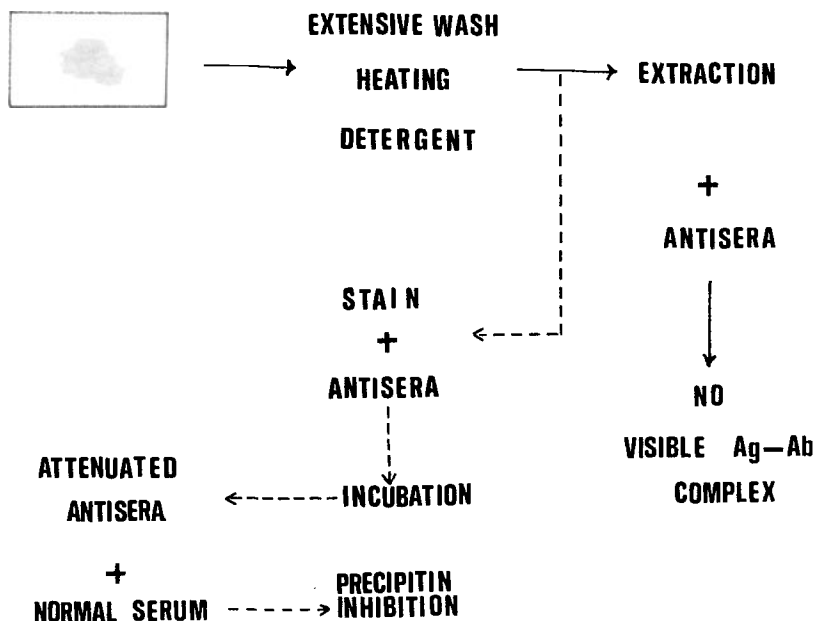 EXTENSIVE WASH
HEATING
DETERGENT
EXTRACTION
+
ANTISERA
NO
VISIBLE Ag-Ab
COMPLEX
STAIN
+
ANTISERA
INCUBATION
ATTENUATED
ANTISERA
+
NORMAL SERUM
PRECIPITIN
INHIBITION